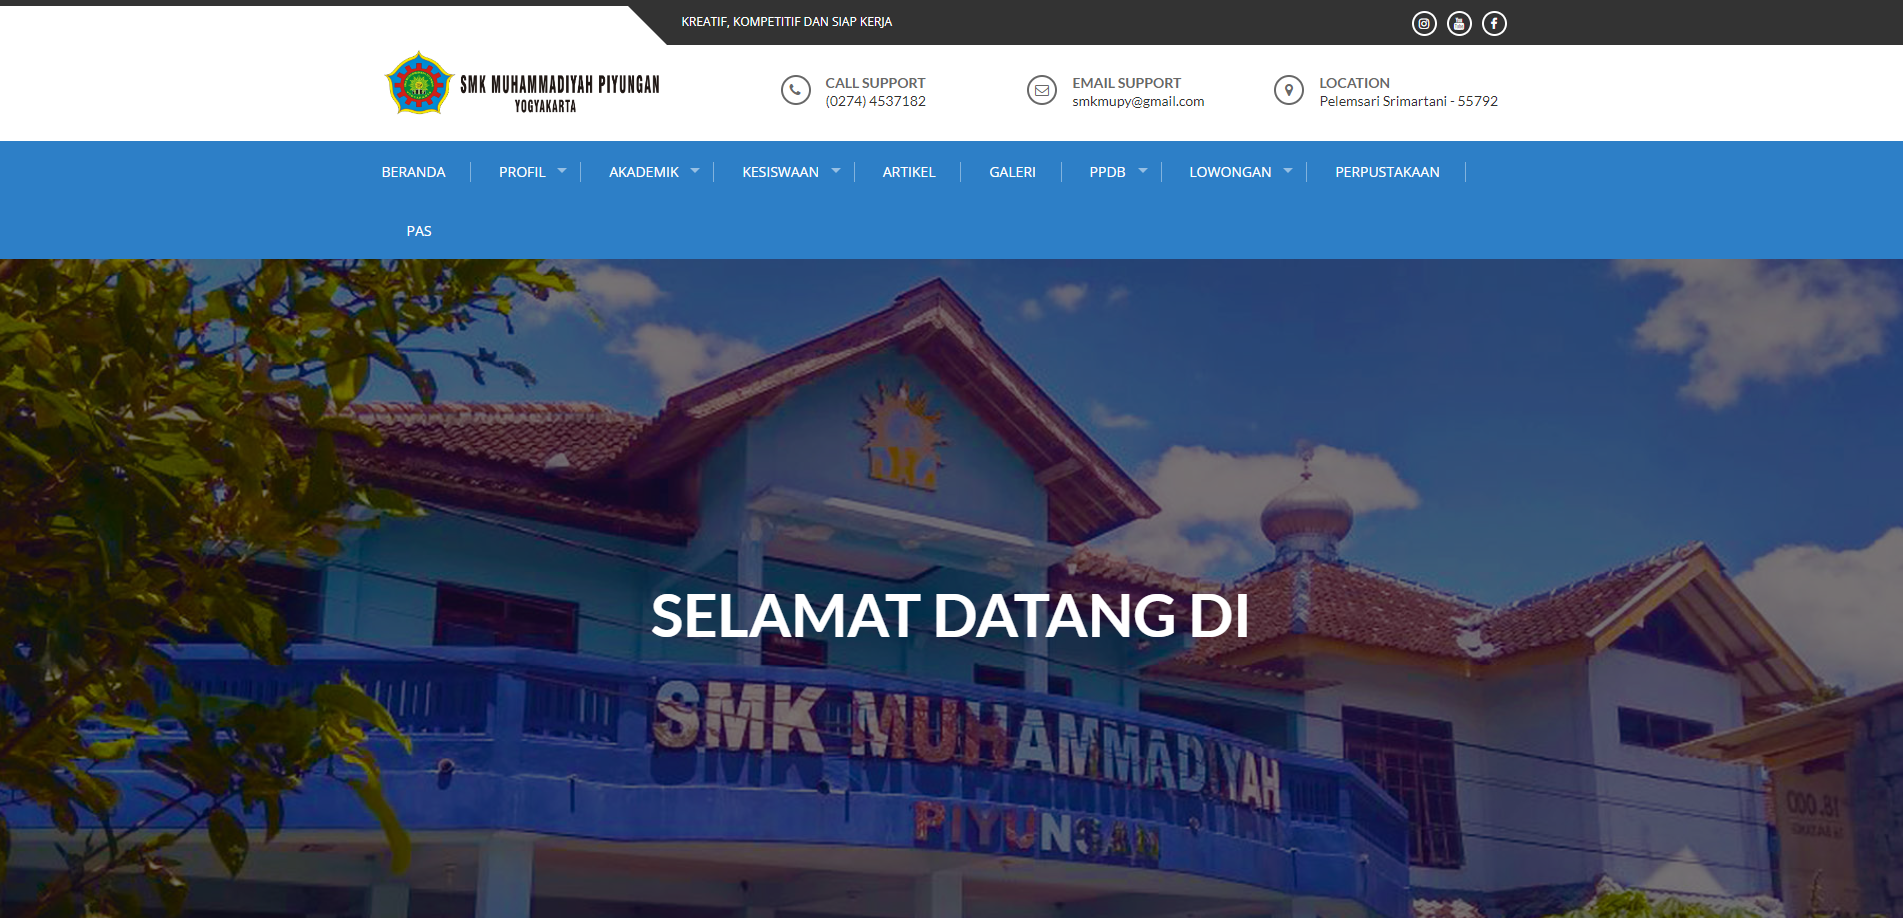 KREATIF, KOMPETITIF DAN SIAP KERJA
SMK MUHAMMADIYAH PIYUNGAN
YOGYAKARTA
CALL SUPPORT
(0274) 4537182
EMAIL SUPPORT
smkmupy@gmail.com
LOCATION
Pelemsari Srimartani - 55792
BERANDA PROFIL AKADEMIK KESISWAAN ARTIKEL GALERI PPDB LOWONGAN PERPUSTAKAAN
PAS
SELAMAT DATANG DI
SMK MUHAMMADIYAH
PIYUNGAN